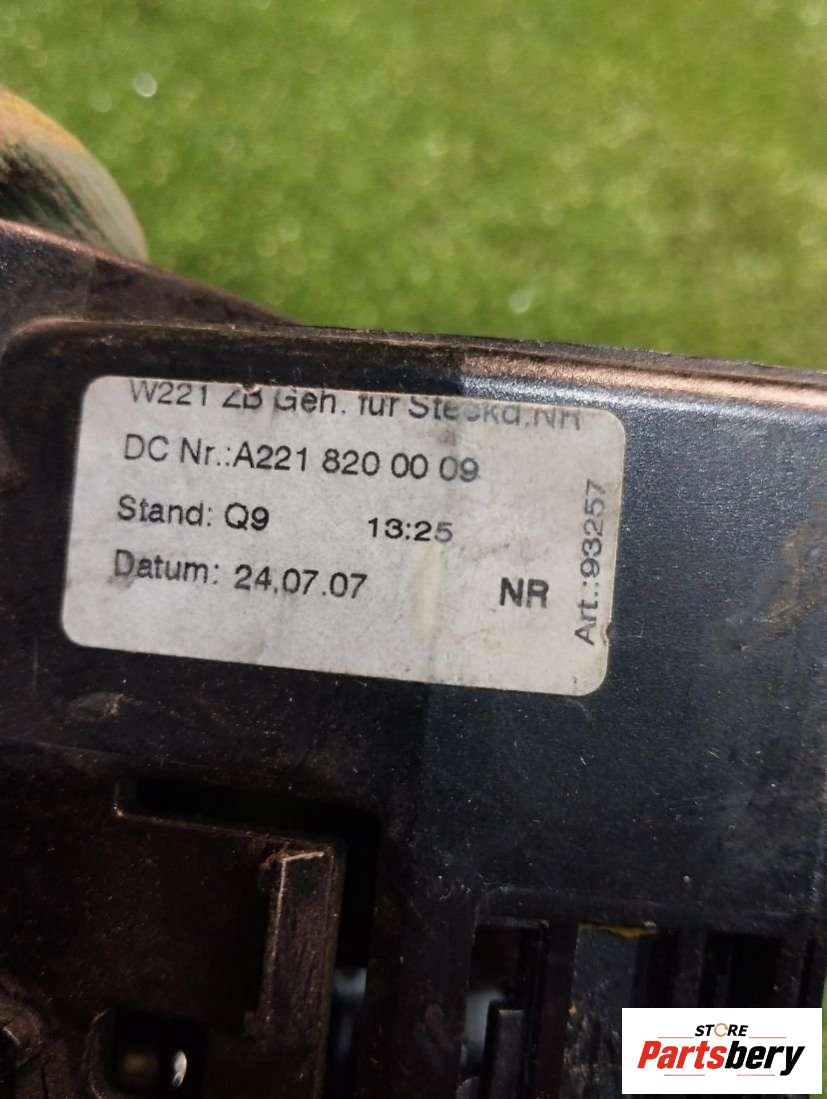 W221 ZB Geh. für Steckd.NR
DC Nr.:A221 820 00 09
Stand: Q9 13:25
Datum: 24.07.07 NR
Art.:93257
STORE
Partsbery